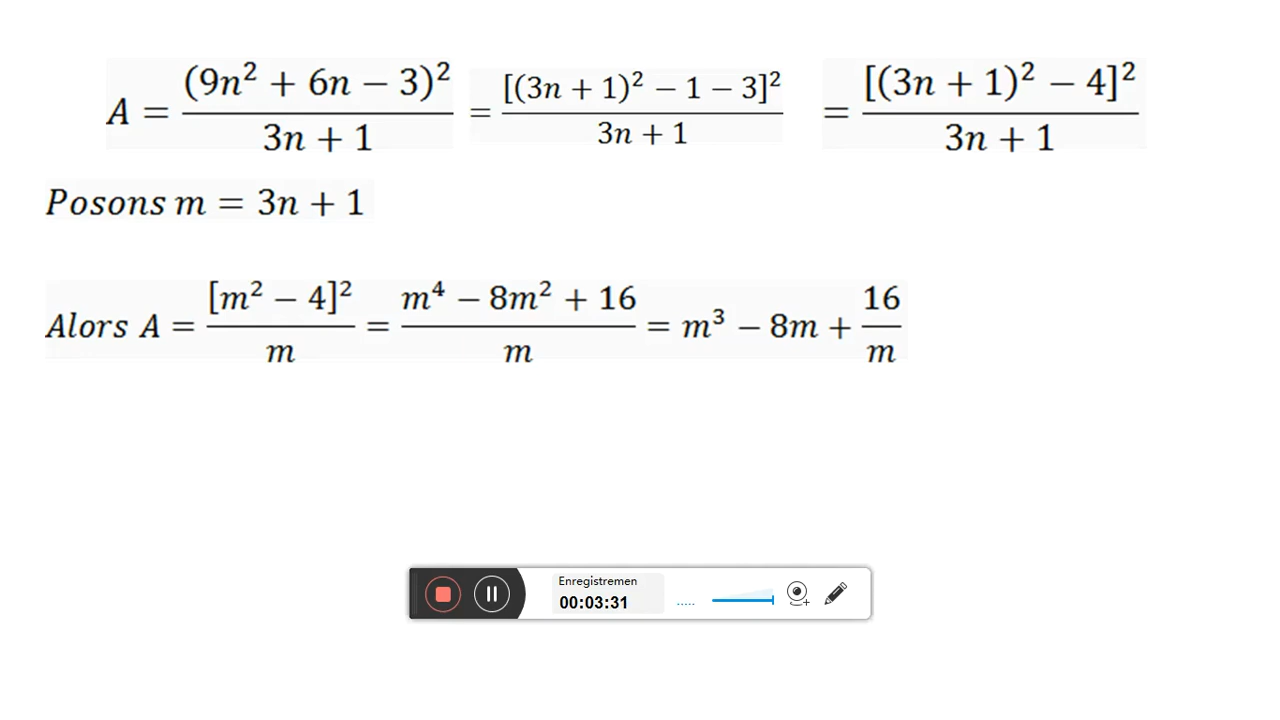 A = (9n² + 6n − 3)² / (3n + 1) = [(3n + 1)² − 1 − 3]² / (3n + 1) = [(3n + 1)² − 4]² / (3n + 1)
Posons m = 3n + 1
Alors A = [m² − 4]² / m = (m⁴ − 8m² + 16) / m = m³ − 8m + 16 / m
Enregistremen
00:03:31